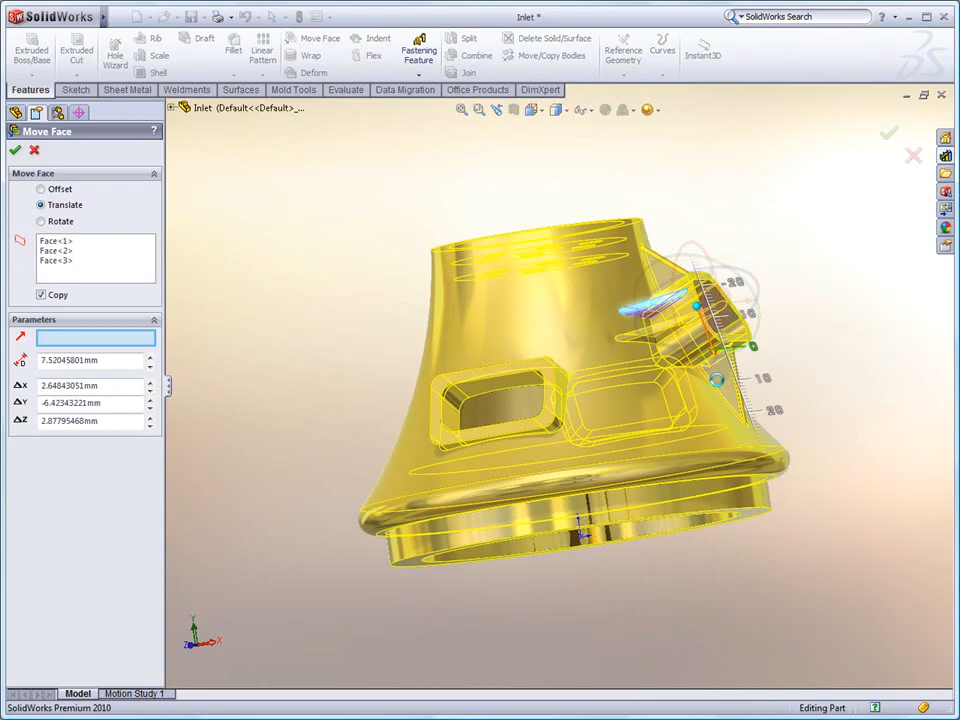 SolidWorks
Inlet *
SolidWorks Search
?
Extruded Boss/Base
Extruded Cut
Hole Wizard
Rib
Scale
Shell
Draft
Fillet
Linear Pattern
Move Face
Wrap
Deform
Indent
Flex
Fastening Feature
Split
Combine
Join
Delete Solid/Surface
Move/Copy Bodies
Reference Geometry
Curves
Instant3D
Features
Sketch
Sheet Metal
Weldments
Surfaces
Mold Tools
Evaluate
Data Migration
Office Products
DimXpert
Inlet (Default<<Default>_...
Move Face
?
Move Face
Offset
Translate
Rotate
Face<1>
Face<2>
Face<3>
Copy
Parameters
D
7.52045801mm
ΔX
2.64843051mm
ΔY
-6.42343221mm
ΔZ
2.87795468mm
-20
0
10
20
Y
X
Z
Model
Motion Study 1
SolidWorks Premium 2010
Editing Part
?